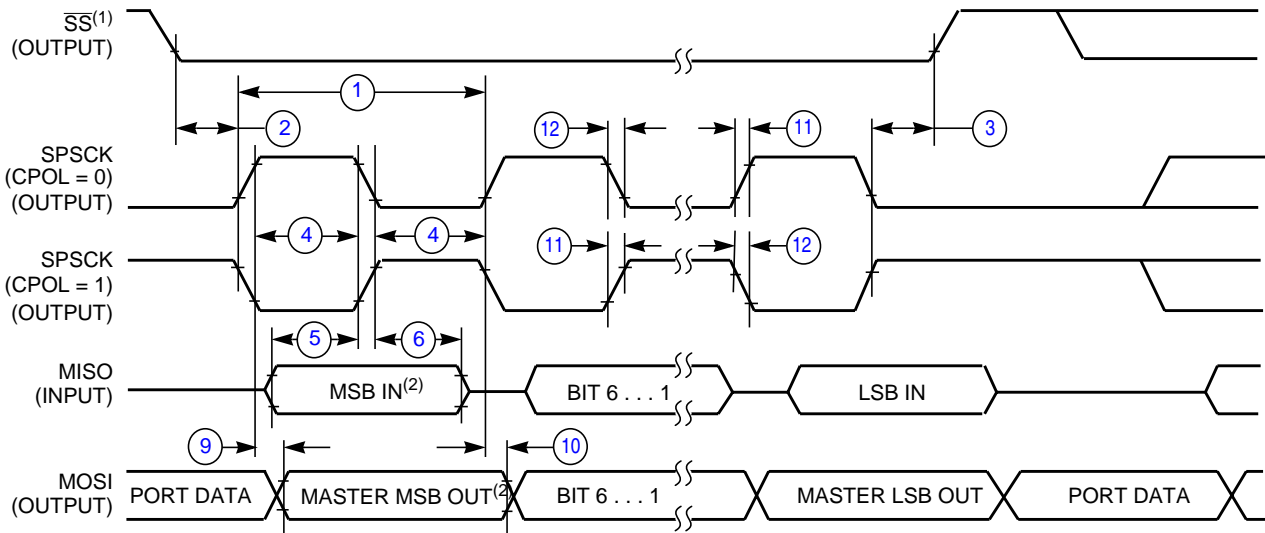 S̅S̅(1)
(OUTPUT)
1
2
12
11
3
SPSCK
(CPOL = 0)
(OUTPUT)
4
4
SPSCK
(CPOL = 1)
(OUTPUT)
11
12
5
6
MISO
(INPUT)
MSB IN(2)
BIT 6 . . . 1
LSB IN
9
10
MOSI
(OUTPUT)
PORT DATA
MASTER MSB OUT(2)
BIT 6 . . . 1
MASTER LSB OUT
PORT DATA